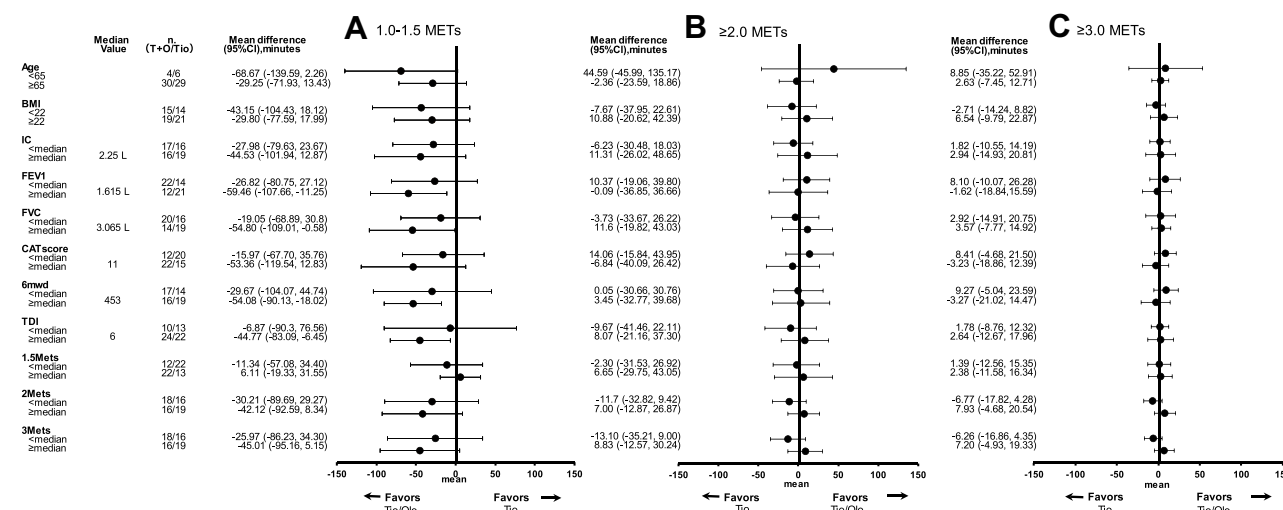 A 1.0-1.5 METs
B ≥2.0 METs
C ≥3.0 METs
Median Value n. (T+O/Tio) Mean difference (95%CI),minutes Mean difference (95%CI),minutes Mean difference (95%CI),minutes
Age
<65 4/6 -68.67 (-139.59, 2.26) 44.59 (-45.99, 135.17) 8.85 (-35.22, 52.91)
≥65 30/29 -29.25 (-71.93, 13.43) -2.36 (-23.59, 18.86) 2.63 (-7.45, 12.71)
BMI
<22 15/14 -43.15 (-104.43, 18.12) -7.67 (-37.95, 22.61) -2.71 (-14.24, 8.82)
≥22 19/21 -29.80 (-77.59, 17.99) 10.88 (-20.62, 42.39) 6.54 (-9.79, 22.87)
IC
<median 17/16 -27.98 (-79.63, 23.67) -6.23 (-30.48, 18.03) 1.82 (-10.55, 14.19)
≥median 2.25 L 16/19 -44.53 (-101.94, 12.87) 11.31 (-26.02, 48.65) 2.94 (-14.93, 20.81)
FEV1
<median 22/14 -26.82 (-80.75, 27.12) 10.37 (-19.06, 39.80) 8.10 (-10.07, 26.28)
≥median 1.615 L 12/21 -59.46 (-107.66, -11.25) -0.09 (-36.85, 36.66) -1.62 (-18.84,15.59)
FVC
<median 20/16 -19.05 (-68.89, 30.8) -3.73 (-33.67, 26.22) 2.92 (-14.91, 20.75)
≥median 3.065 L 14/19 -54.80 (-109.01, -0.58) 11.6 (-19.82, 43.03) 3.57 (-7.77, 14.92)
CATscore
<median 12/20 -15.97 (-67.70, 35.76) 14.06 (-15.84, 43.95) 8.41 (-4.68, 21.50)
≥median 11 22/15 -53.36 (-119.54, 12.83) -6.84 (-40.09, 26.42) -3.23 (-18.86, 12.39)
6mwd
<median 17/14 -29.67 (-104.07, 44.74) 0.05 (-30.66, 30.76) 9.27 (-5.04, 23.59)
≥median 453 16/19 -54.08 (-90.13, -18.02) 3.45 (-32.77, 39.68) -3.27 (-21.02, 14.47)
TDI
<median 10/13 -6.87 (-90.3, 76.56) -9.67 (-41.46, 22.11) 1.78 (-8.76, 12.32)
≥median 6 24/22 -44.77 (-83.09, -6.45) 8.07 (-21.16, 37.30) 2.64 (-12.67, 17.96)
1.5Mets
<median 12/22 -11.34 (-57.08, 34.40) -2.30 (-31.53, 26.92) 1.39 (-12.56, 15.35)
≥median 22/13 6.11 (-19.33, 31.55) 6.65 (-29.75, 43.05) 2.38 (-11.58, 16.34)
2Mets
<median 18/16 -30.21 (-89.69, 29.27) -11.7 (-32.82, 9.42) -6.77 (-17.82, 4.28)
≥median 16/19 -42.12 (-92.59, 8.34) 7.00 (-12.87, 26.87) 7.93 (-4.68, 20.54)
3Mets
<median 18/16 -25.97 (-86.23, 34.30) -13.10 (-35.21, 9.00) -6.26 (-16.86, 4.35)
≥median 16/19 -45.01 (-95.16, 5.15) 8.83 (-12.57, 30.24) 7.20 (-4.93, 19.33)
-150 -100 -50 0 50 100 150 -150 -100 -50 0 50 100 150 -150 -100 -50 0 50 100 150
mean mean mean
Favors Favors Favors Favors Favors Favors
Tio/Olo Tio Tio Tio/Olo Tio Tio/Olo